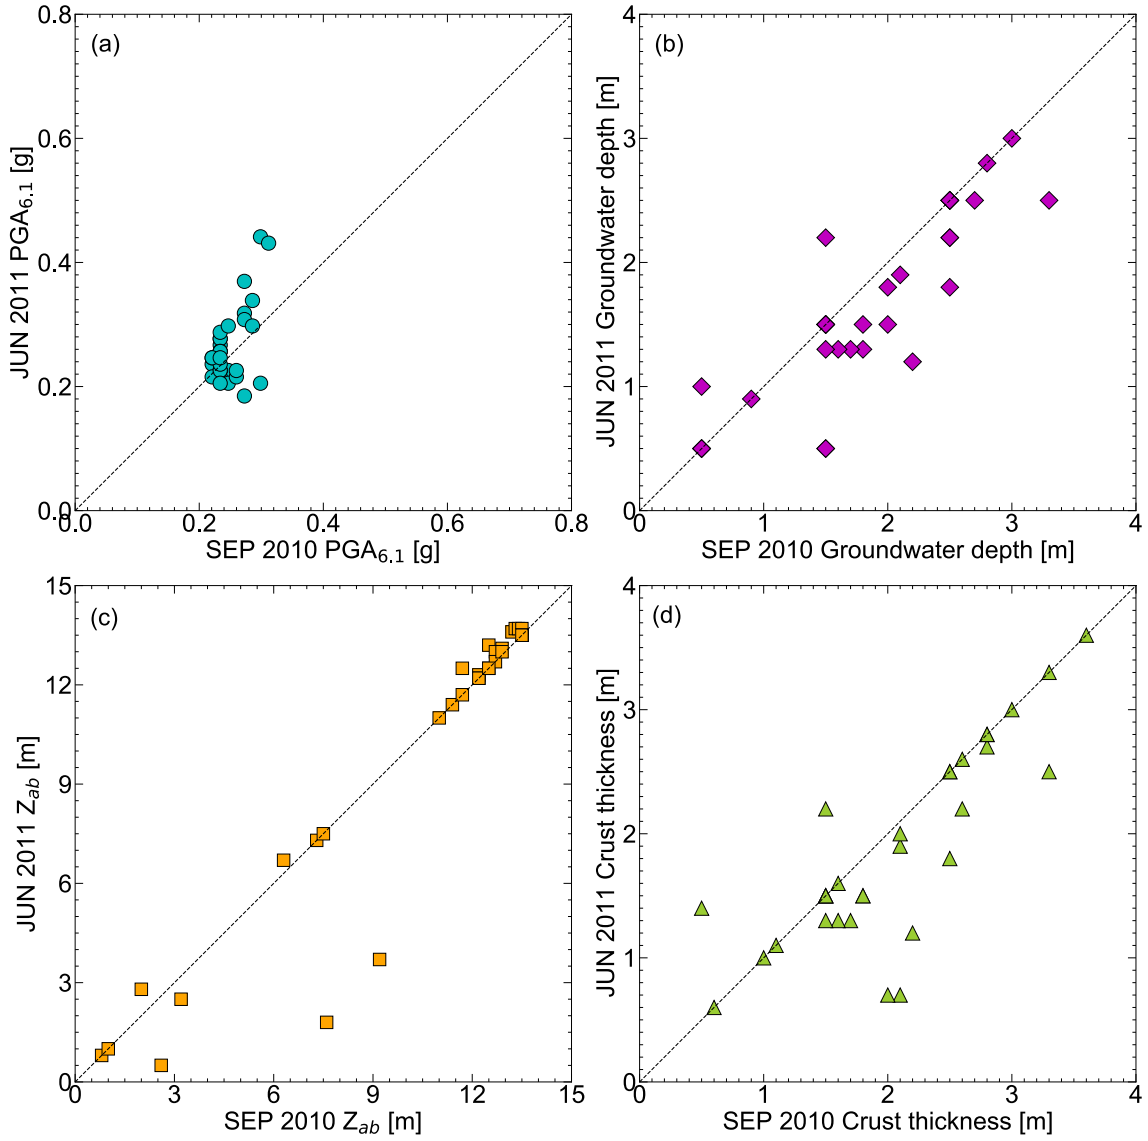 (a)
0.8
0.6
0.4
0.2
0.0
JUN 2011 PGA6.1 [g]
0.0 0.2 0.4 0.6 0.8
SEP 2010 PGA6.1 [g]
(b)
4
3
2
1
0
JUN 2011 Groundwater depth [m]
0 1 2 3 4
SEP 2010 Groundwater depth [m]
(c)
15
12
9
6
3
0
JUN 2011 Zab [m]
0 3 6 9 12 15
SEP 2010 Zab [m]
(d)
4
3
2
1
0
JUN 2011 Crust thickness [m]
0 1 2 3 4
SEP 2010 Crust thickness [m]